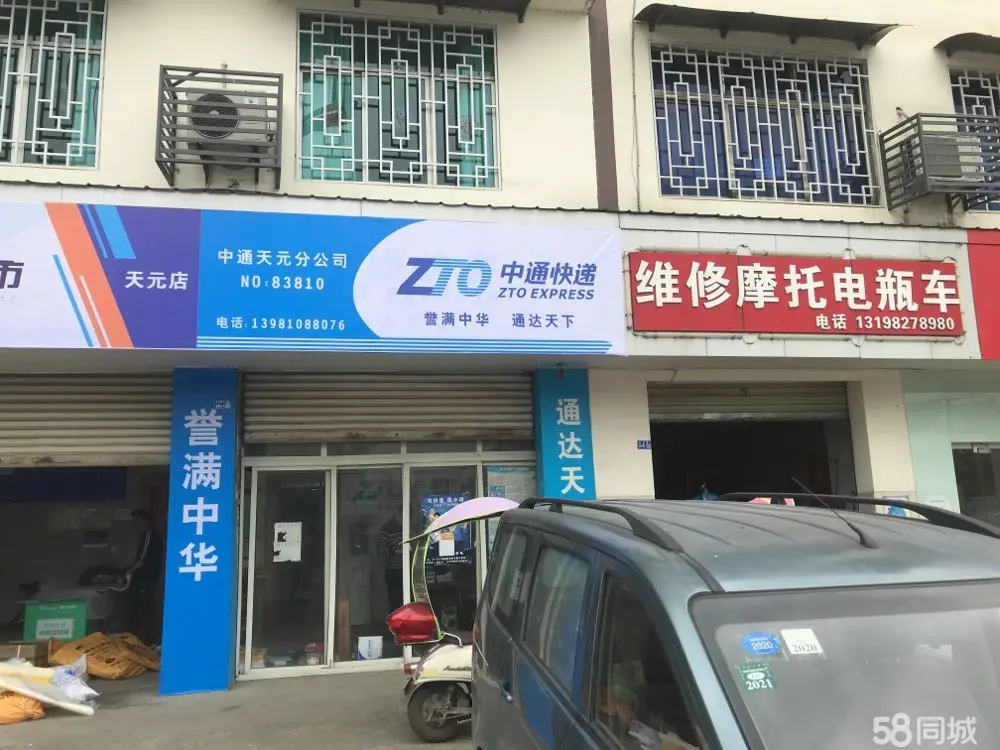 市
天元店
中通天元分公司
NO:83810
电话:13981088076
ZTO 中通快递
ZTO EXPRESS
誉满中华 通达天下
维修摩托电瓶车
电话 13198278980
誉满中华
通达天
2020
2020
2021
58同城